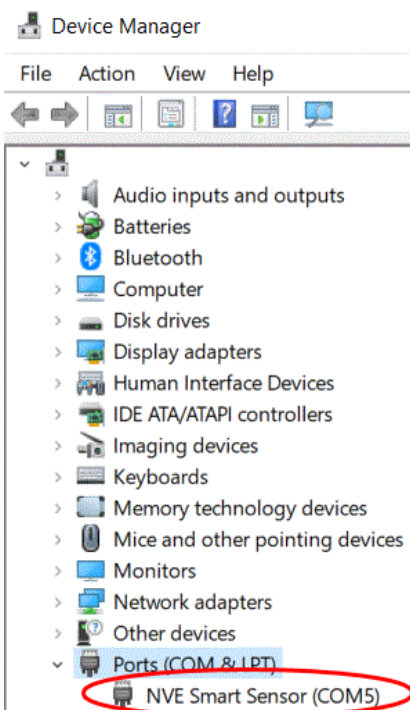 Device Manager
File Action View Help
Audio inputs and outputs
Batteries
Bluetooth
Computer
Disk drives
Display adapters
Human Interface Devices
IDE ATA/ATAPI controllers
Imaging devices
Keyboards
Memory technology devices
Mice and other pointing devices
Monitors
Network adapters
Other devices
Ports (COM & LPT)
NVE Smart Sensor (COM5)